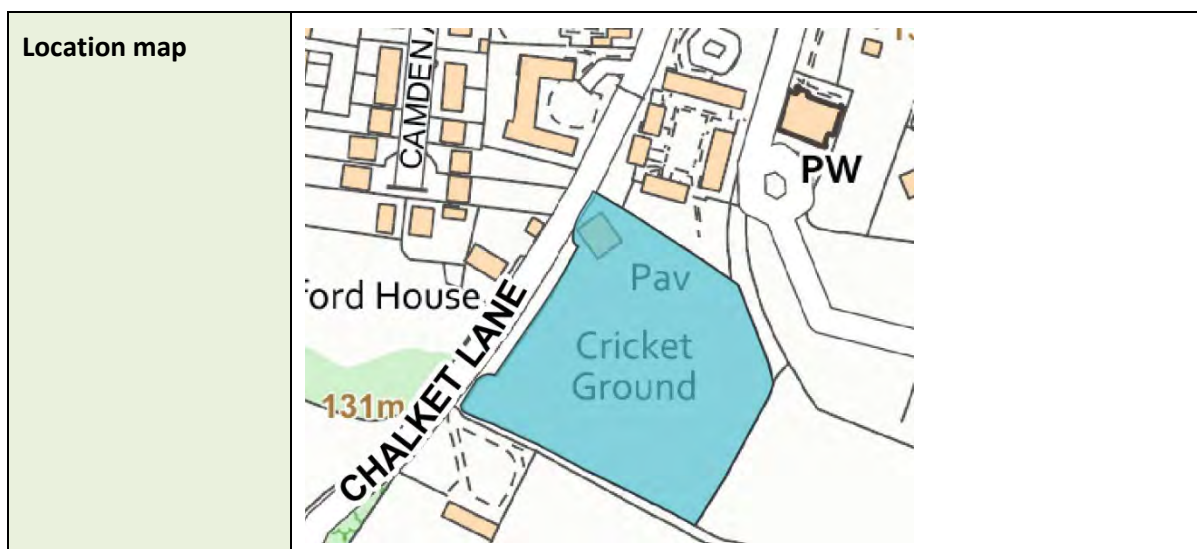 Location map
CAMDEN
PW
Pav
ford House
Cricket
Ground
131m
CHALKET LANE